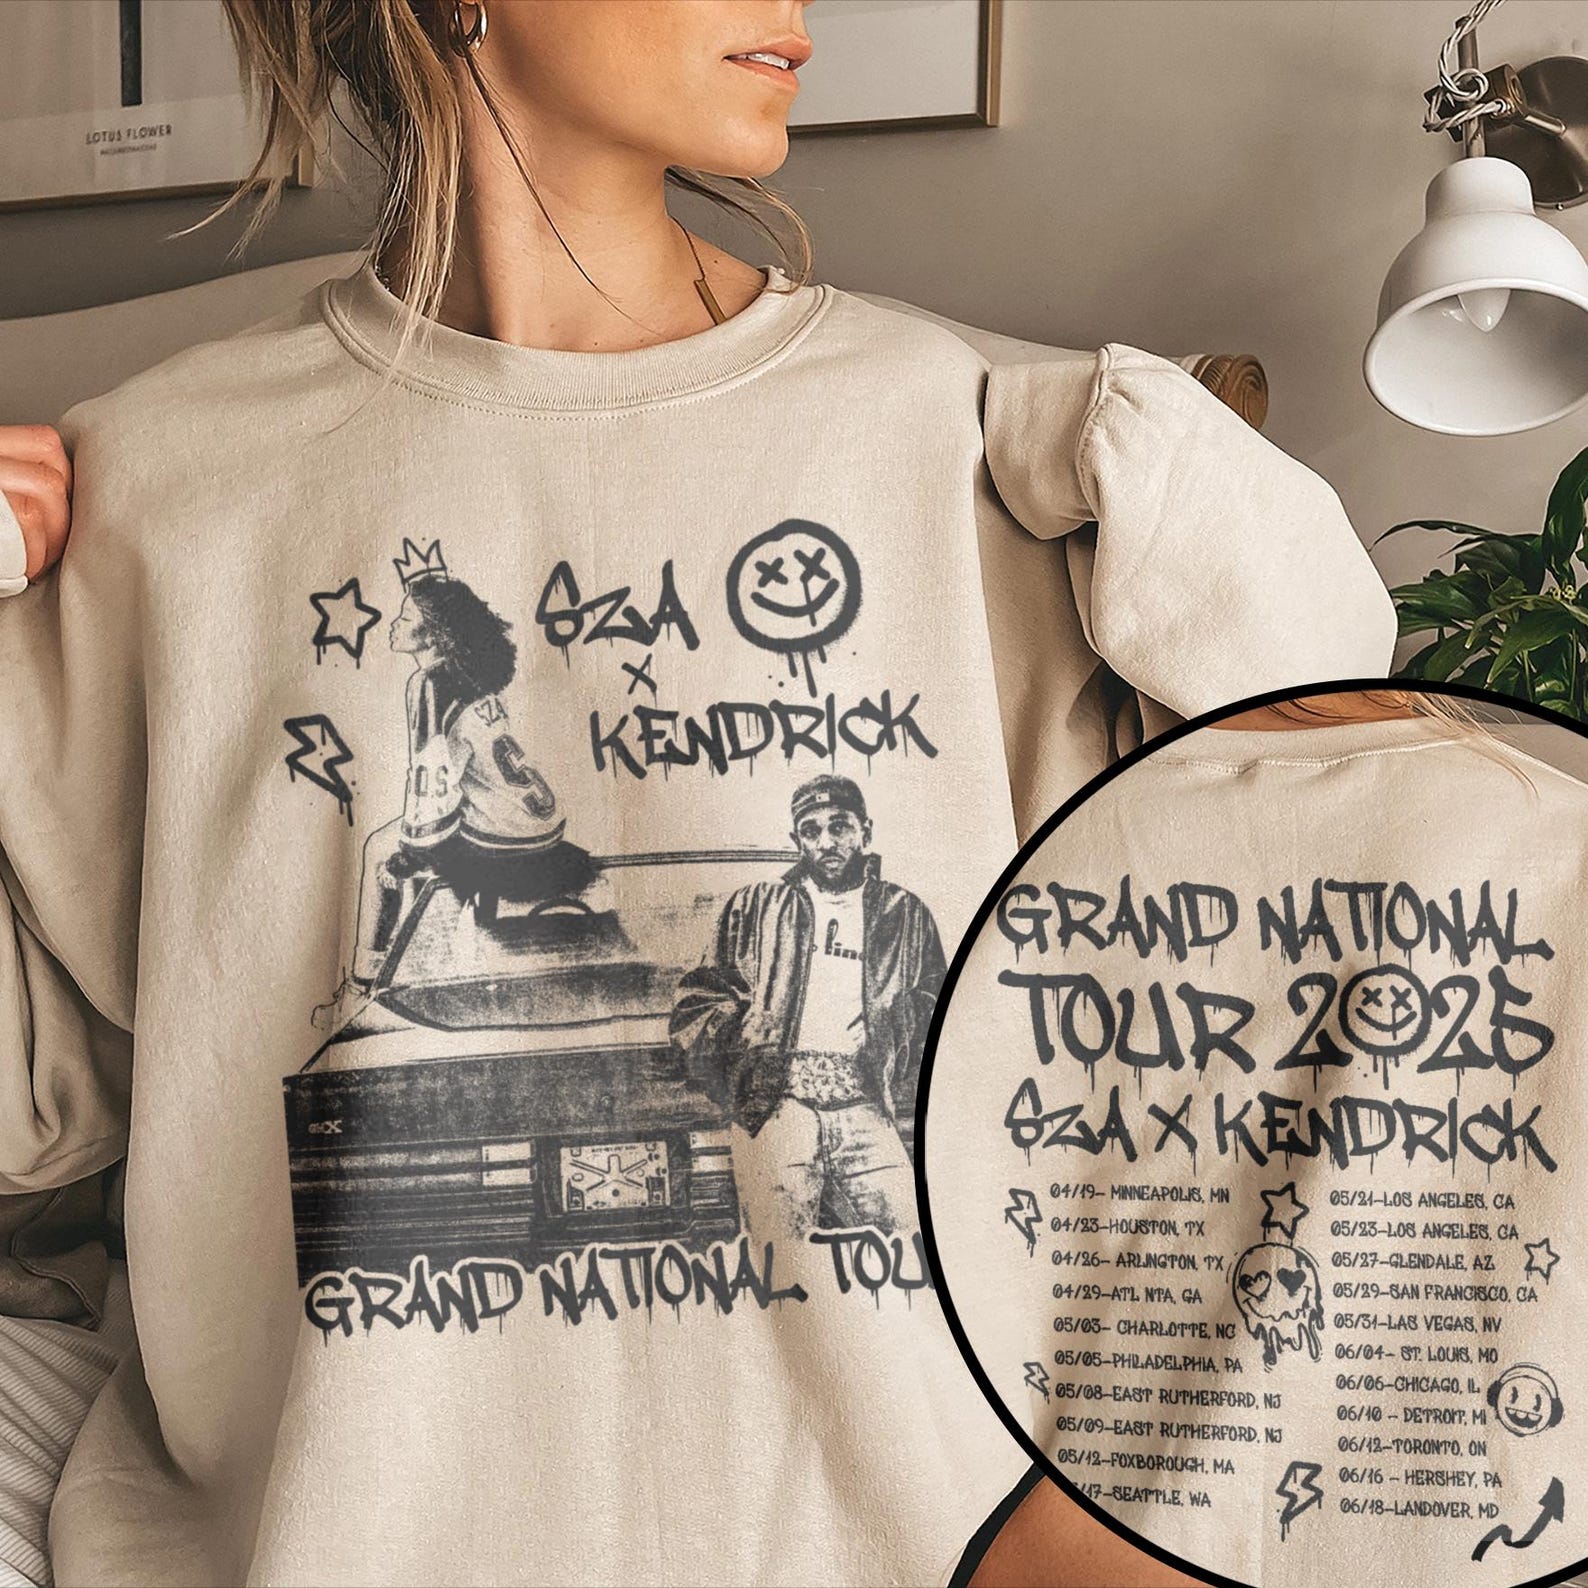 LOTUS FLOWER
SZA
x
KENDRICK
SZA
S
OS
GNX
GRAND NATIONAL TOU
GRAND NATIONAL
TOUR 2025
SZA X KENDRICK
04/19- MINNEAPOLIS, MN
04/23-HOUSTON, TX
04/26- ARLINGTON, TX
04/29-ATL NTA, GA
05/03- CHARLOTTE, NC
05/05-PHILADELPHIA, PA
05/08-EAST RUTHERFORD, NJ
05/09-EAST RUTHERFORD, NJ
05/12-FOXBOROUGH, MA
/17-SEATTLE, WA
05/21-LOS ANGELES, CA
05/23-LOS ANGELES, CA
05/27-GLENDALE, AZ
05/29-SAN FRANCISCO, CA
05/31-LAS VEGAS, NV
06/04- ST. LOUIS, MO
06/06-CHICAGO, IL
06/10 - DETROIT, MI
06/12-TORONTO, ON
06/16 - HERSHEY, PA
06/18-LANDOVER, MD